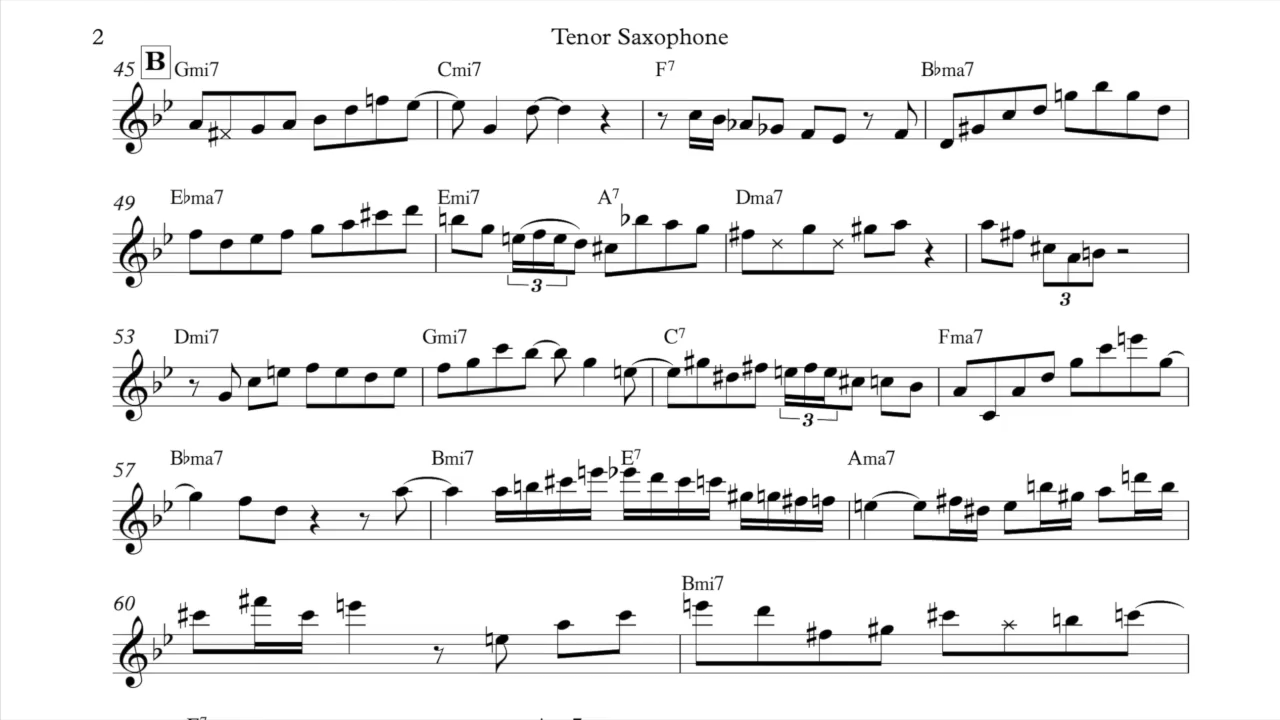 2 Tenor Saxophone
45 B Gmi7 Cmi7 F7 B♭ma7
49 E♭ma7 Emi7 A7 Dma7
3 3
53 Dmi7 Gmi7 C7 Fma7
3
57 B♭ma7 Bmi7 E7 Ama7
60 Bmi7